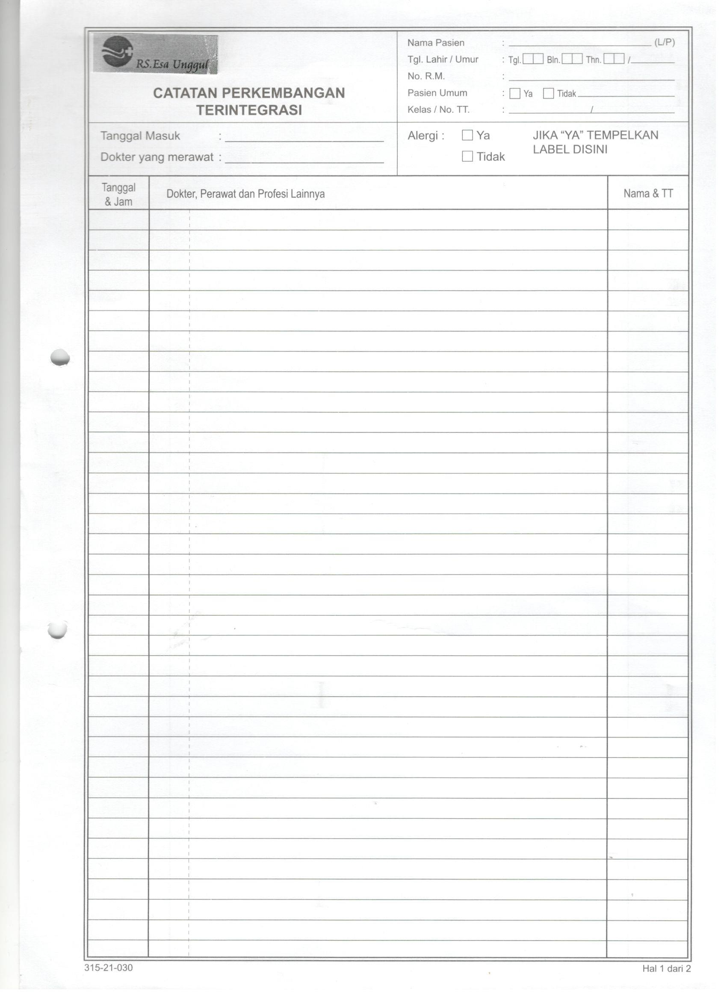 RS.Esa Unggul
CATATAN PERKEMBANGAN
TERINTEGRASI
Nama Pasien : (L/P)
Tgl. Lahir / Umur : Tgl. Bln. Thn. /
No. R.M. :
Pasien Umum : Ya Tidak
Kelas / No. TT. : /
Tanggal Masuk :
Dokter yang merawat :
Alergi : Ya
Tidak
JIKA “YA” TEMPELKAN
LABEL DISINI
Tanggal
& Jam
Dokter, Perawat dan Profesi Lainnya
Nama & TT
315-21-030
Hal 1 dari 2